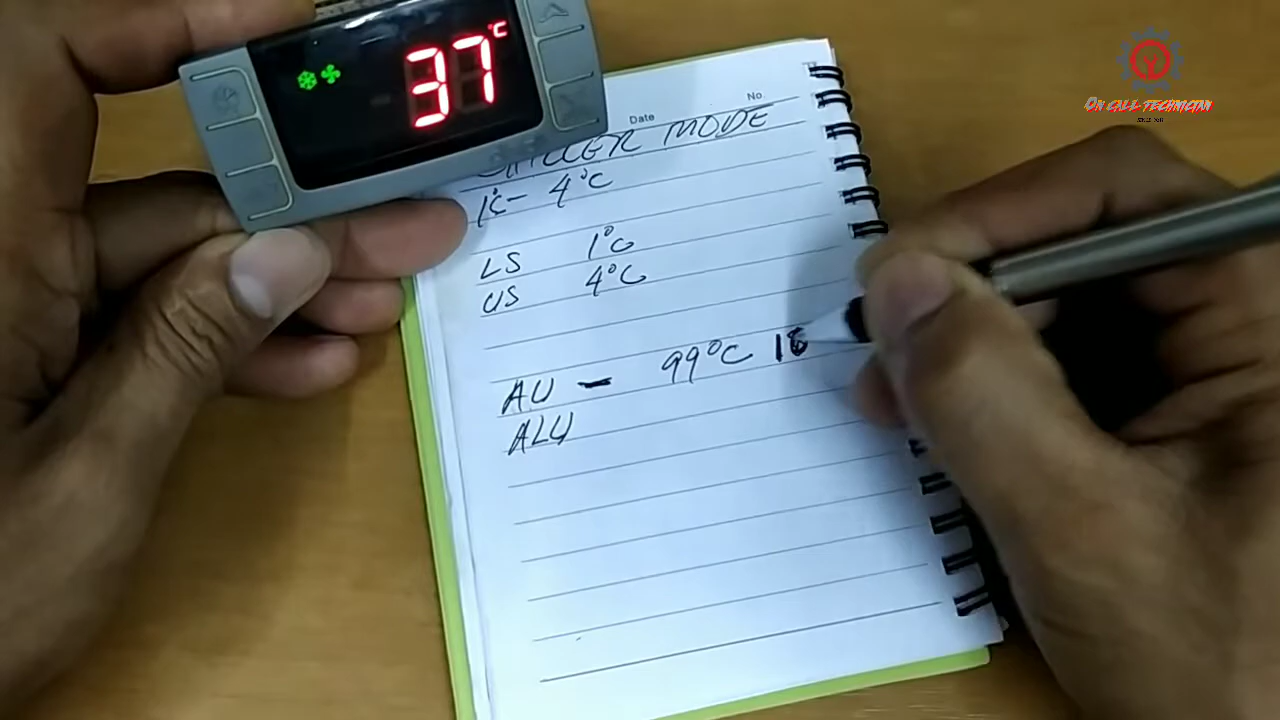 37 °C
ON CALL TECHNICIAN
Date No.
CHILLER MODE
1°C - 4°C
LS 1°C
US 4°C
AU - 99°C 18
ALU